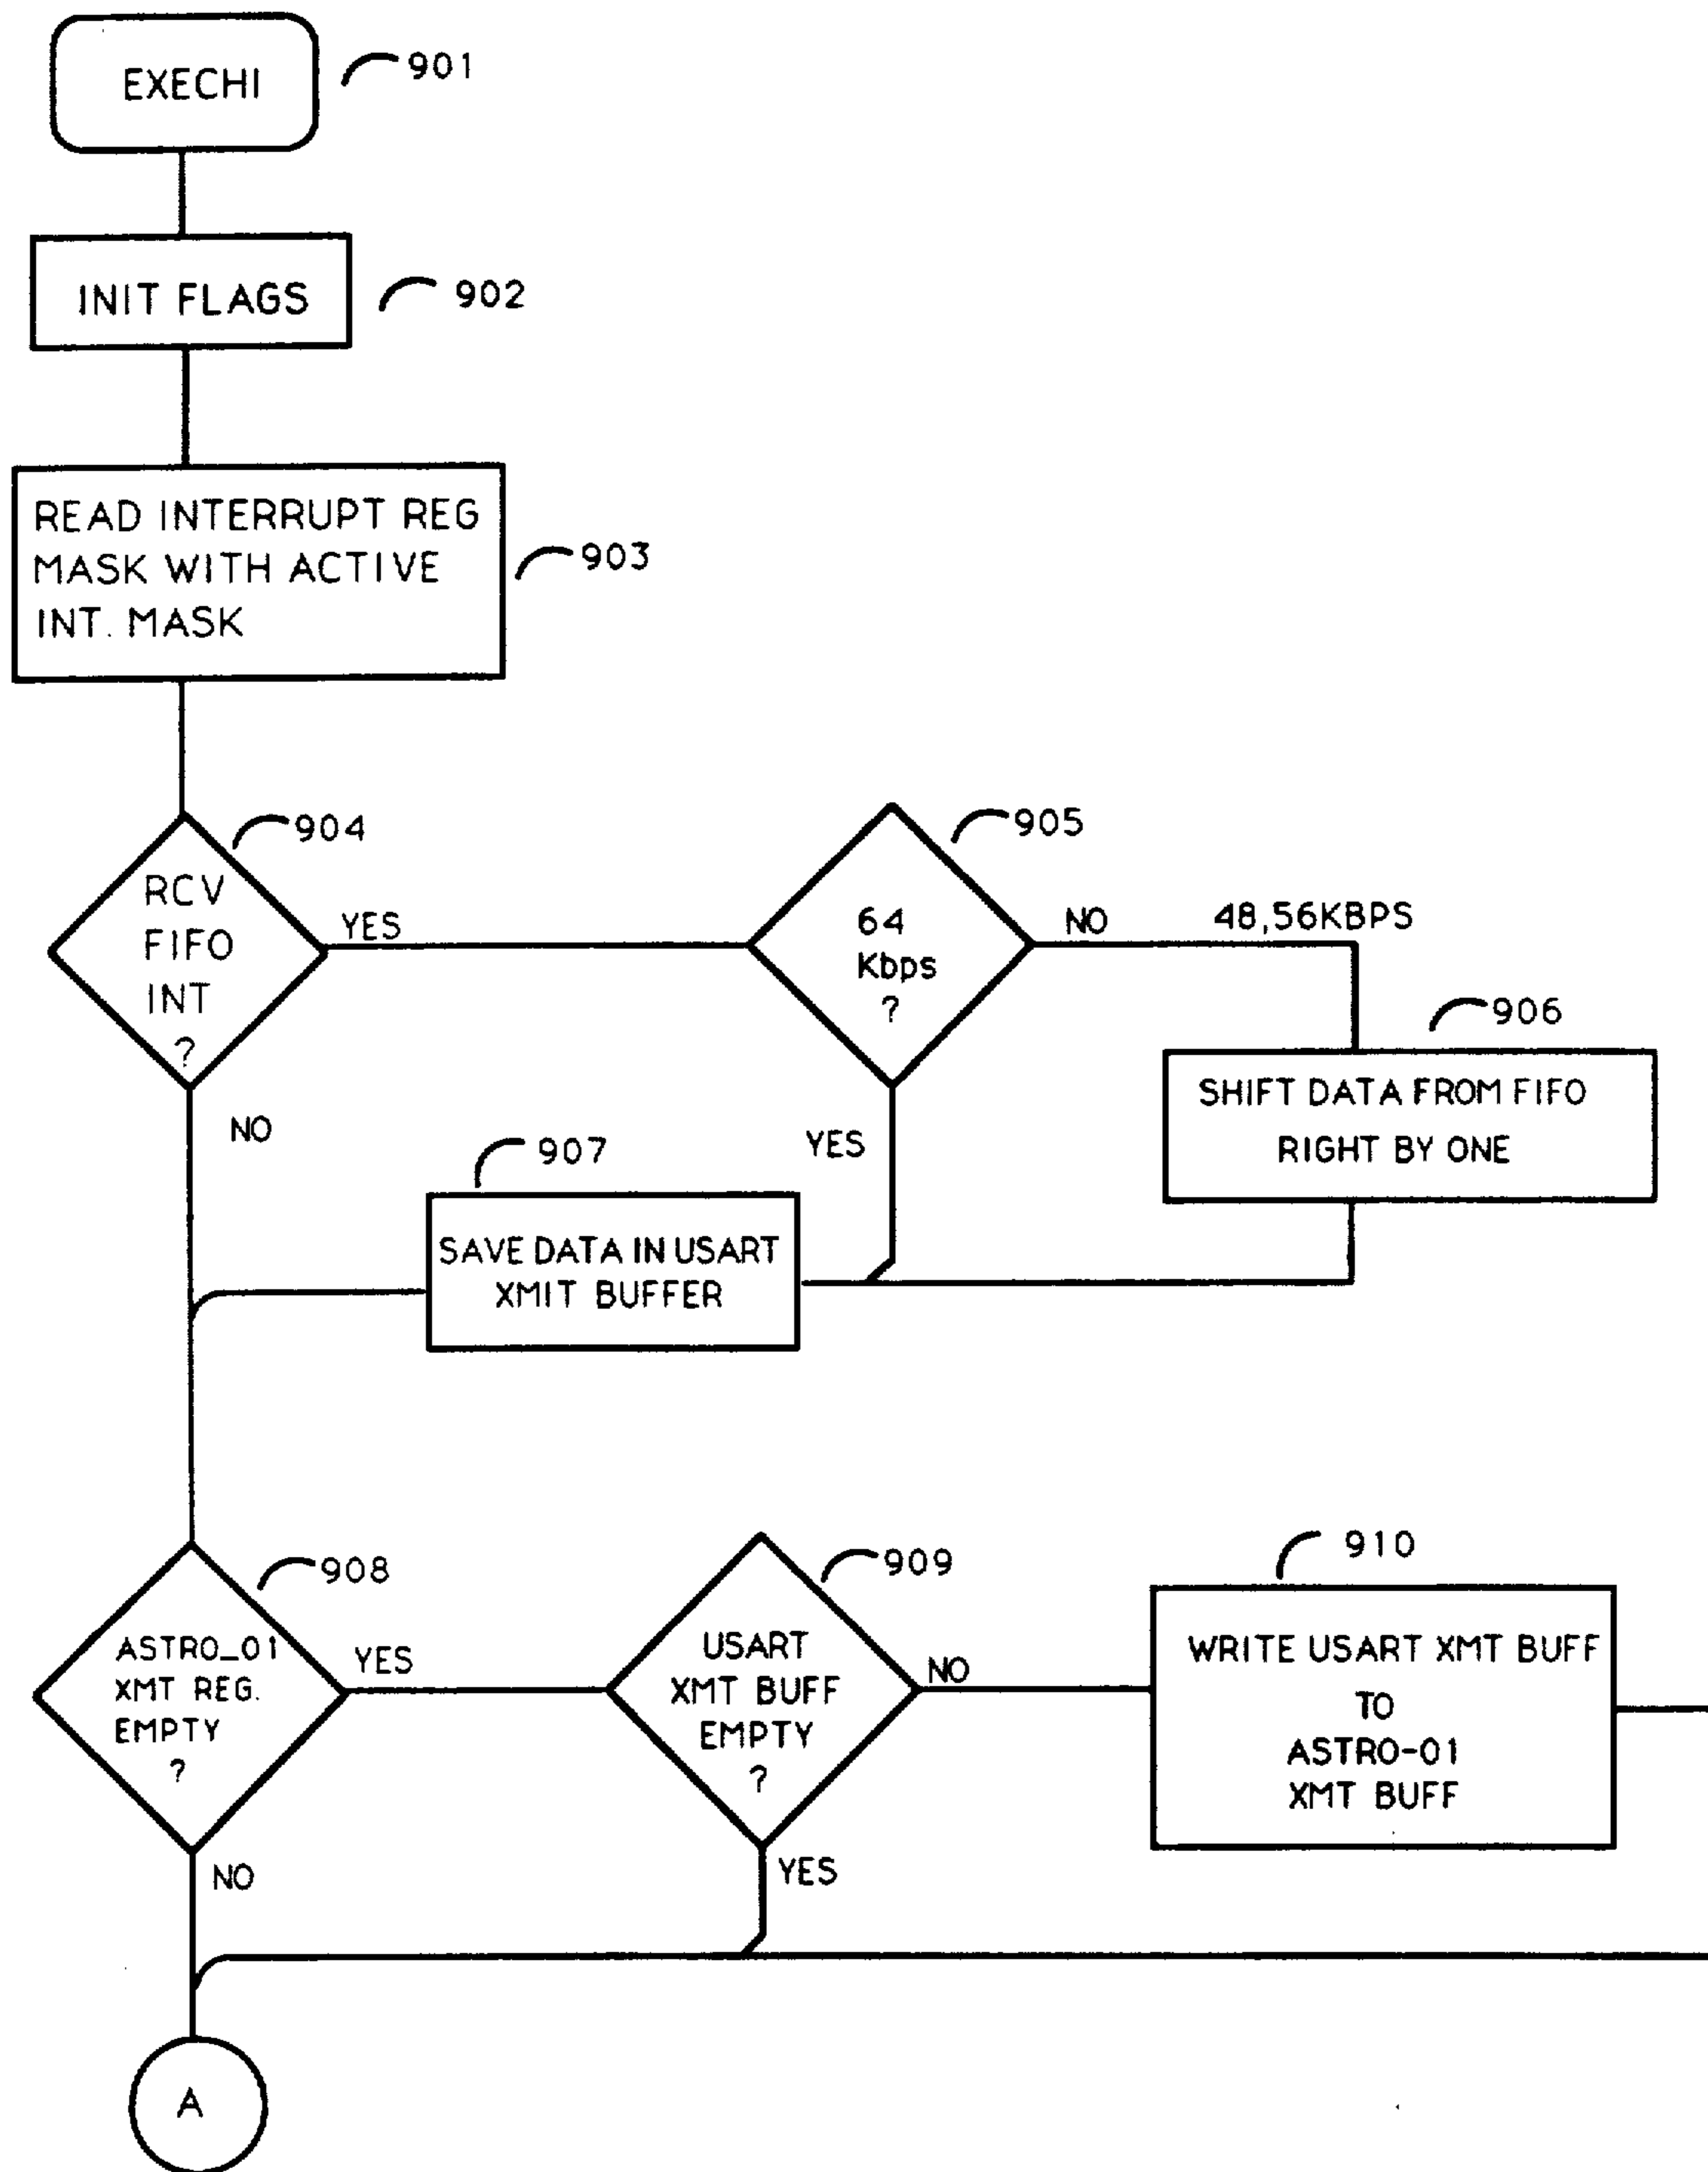 EXECHI
901
INIT FLAGS
902
READ INTERRUPT REG
MASK WITH ACTIVE
INT. MASK
903
904
RCV
FIFO
INT
?
YES
NO
905
64
Kbps
?
NO
48,56KBPS
YES
906
SHIFT DATA FROM FIFO
RIGHT BY ONE
907
SAVE DATA IN USART
XMIT BUFFER
908
ASTRO_01
XMT REG.
EMPTY
?
YES
NO
909
USART
XMT BUFF
EMPTY
?
NO
YES
910
WRITE USART XMT BUFF
TO
ASTRO-01
XMT BUFF
A